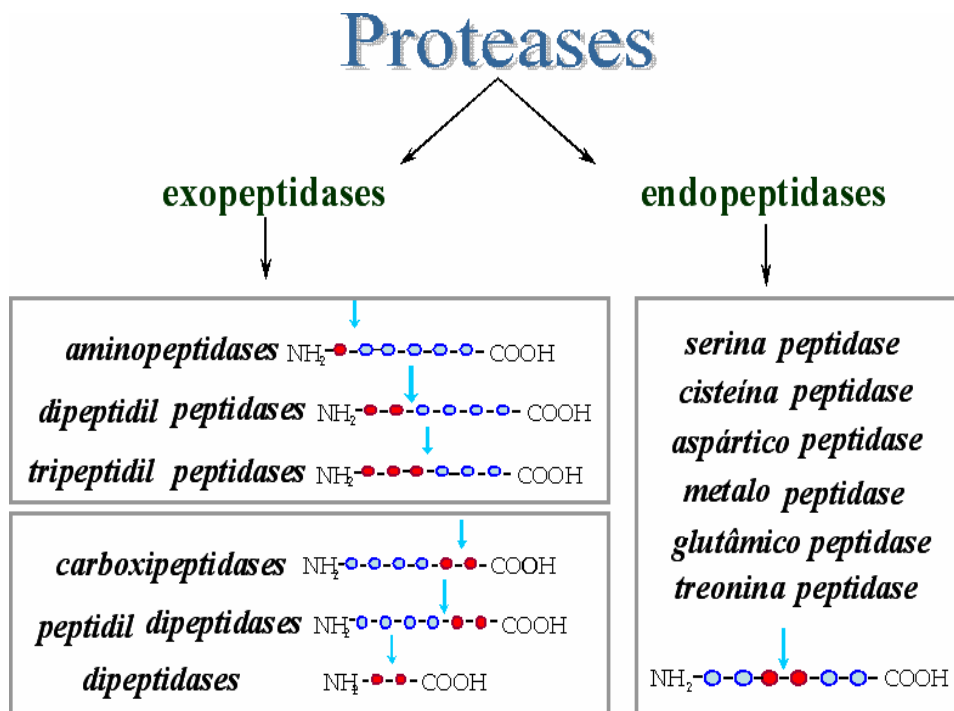 Proteases
exopeptidases
endopeptidases
aminopeptidases NH2 COOH
dipeptidil peptidases NH2 COOH
tripeptidil peptidases NH2 COOH
carboxipeptidases NH2 COOH
peptidil dipeptidases NH2 COOH
dipeptidases NH2 COOH
serina peptidase
cisteína peptidase
aspártico peptidase
metalo peptidase
glutâmico peptidase
treonina peptidase
NH2 COOH